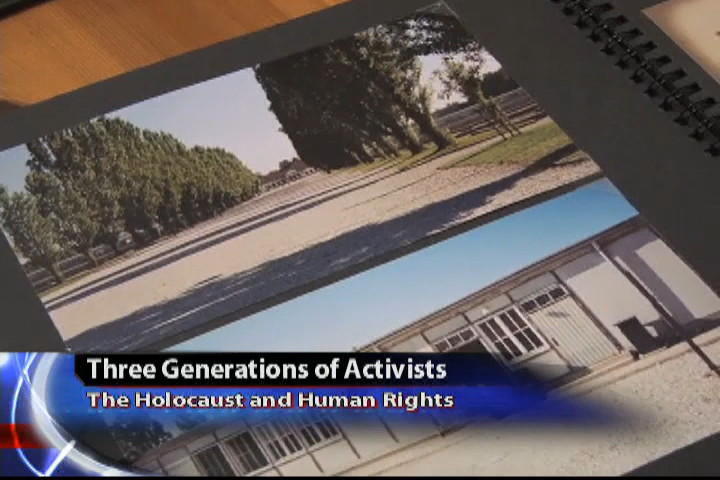 Three Generations of Activists
The Holocaust and Human Rights